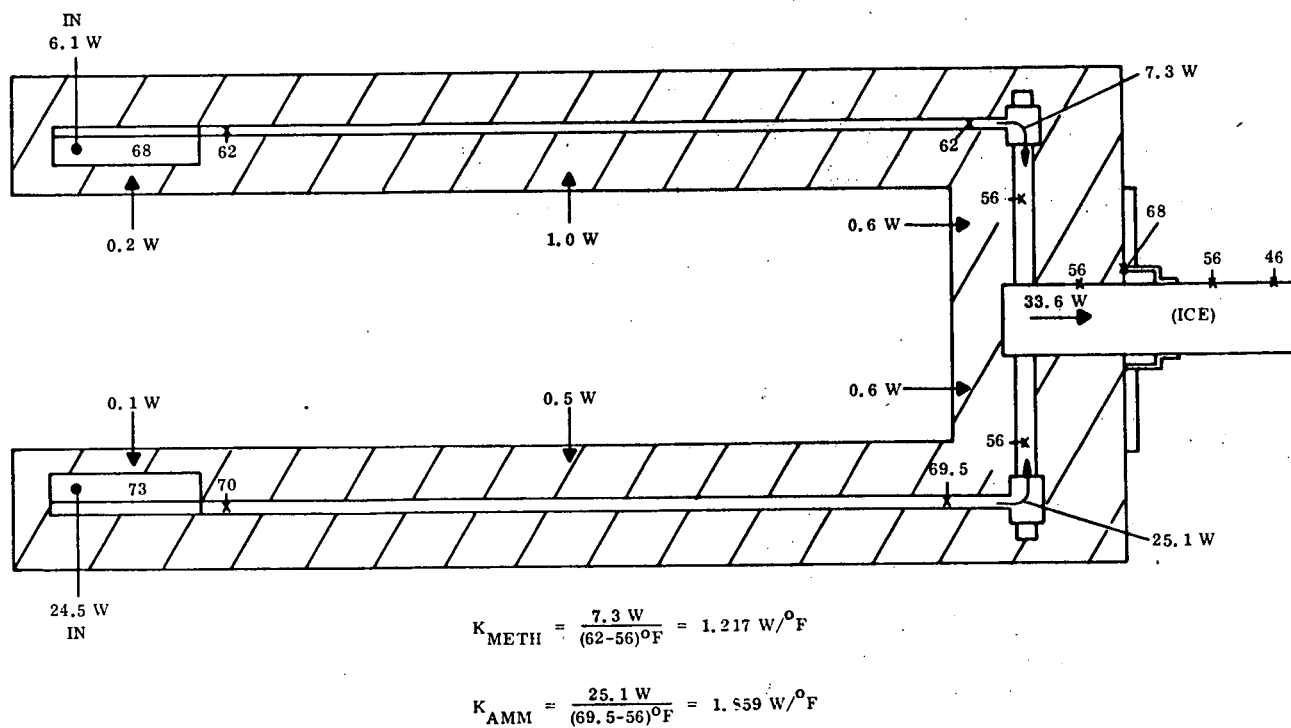 IN
6.1 W
7.3 W
68
62
62
56
68
0.2 W
1.0 W
0.6 W
56
56
46
33.6 W
(ICE)
0.1 W
0.5 W
0.6 W
56
73
70
69.5
25.1 W
24.5 W
IN
K METH = 7.3 W / (62-56)°F = 1.217 W/°F
K AMM = 25.1 W / (69.5-56)°F = 1.859 W/°F